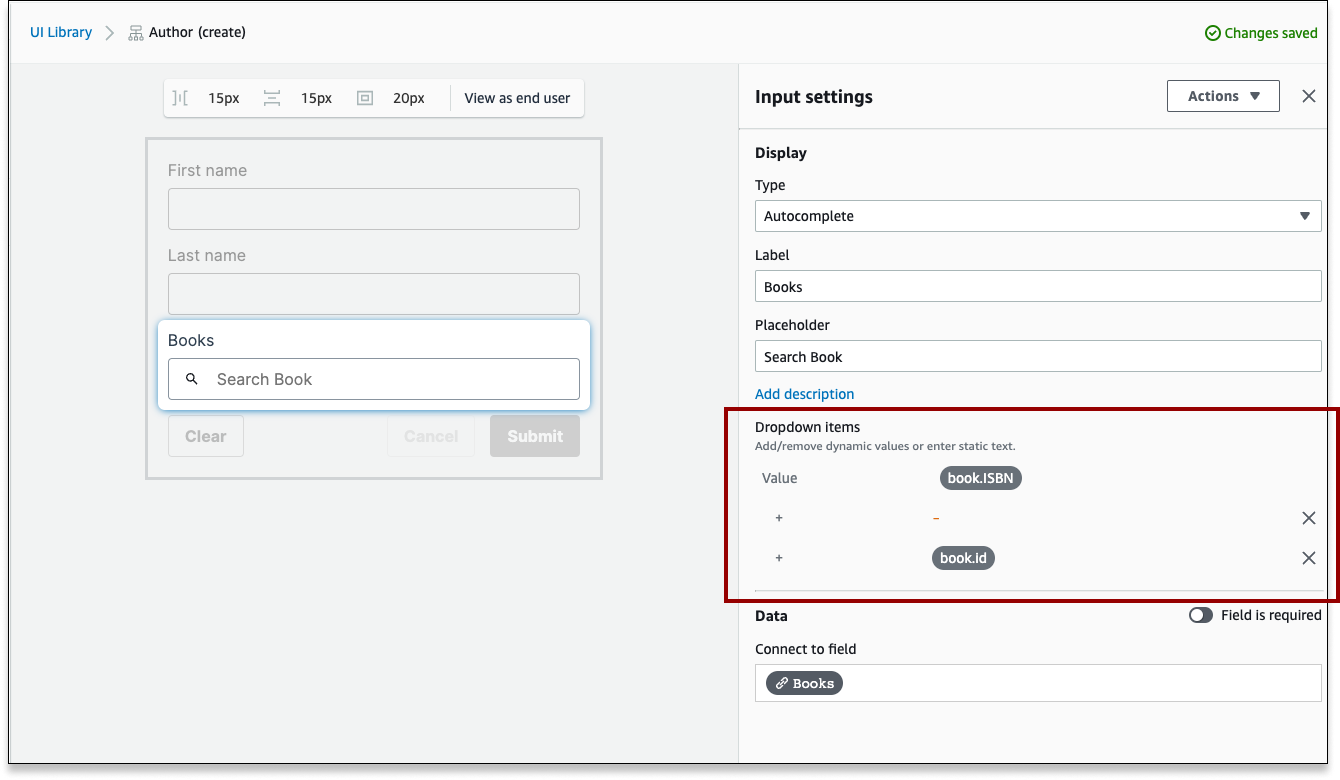 UI Library
Author (create)
Changes saved
15px
15px
20px
View as end user
First name
Last name
Books
Search Book
Clear
Cancel
Submit
Input settings
Actions
Display
Type
Autocomplete
Label
Books
Placeholder
Search Book
Add description
Dropdown items
Add/remove dynamic values or enter static text.
Value book.ISBN
+ -
+ book.id
Data
Field is required
Connect to field
Books